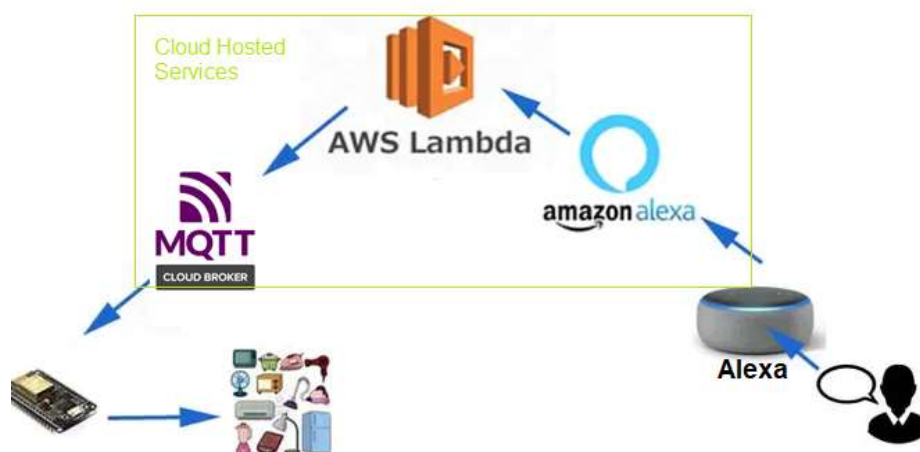 Cloud Hosted
Services
AWS Lambda
amazon alexa
MQTT
CLOUD BROKER
Alexa